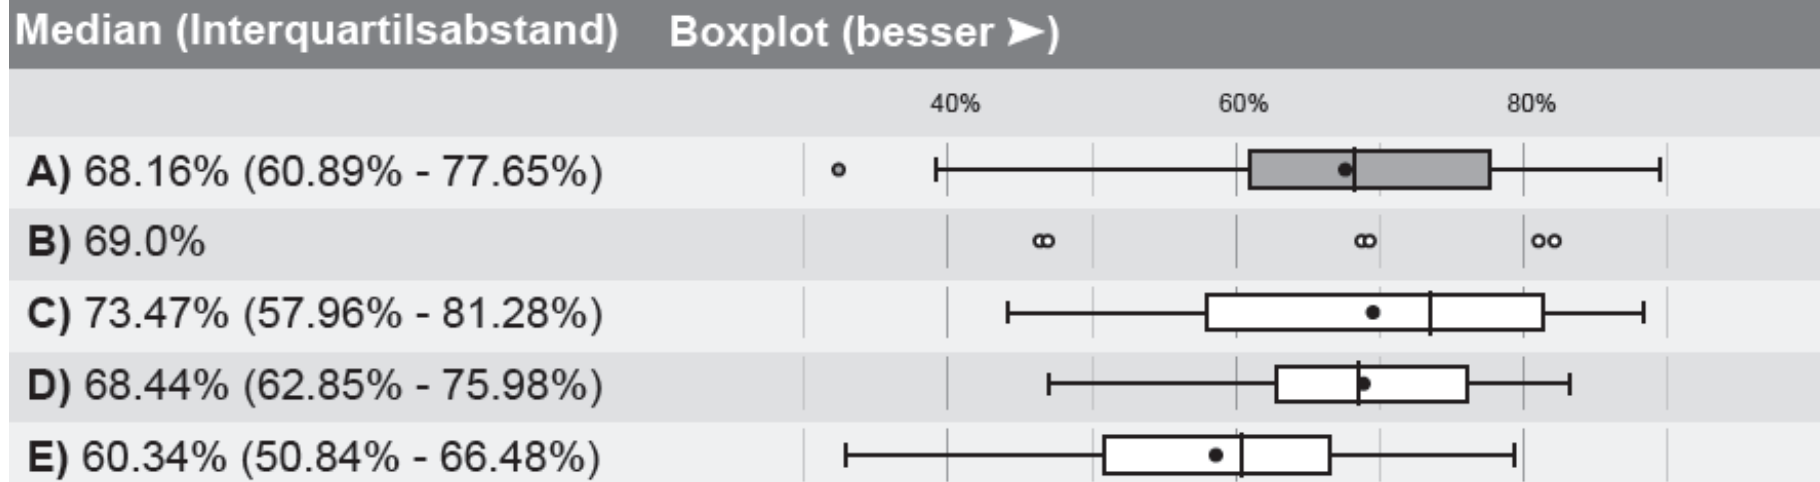 Median (Interquartilsabstand) Boxplot (besser ➤)
40% 60% 80%
A) 68.16% (60.89% - 77.65%)
B) 69.0%
C) 73.47% (57.96% - 81.28%)
D) 68.44% (62.85% - 75.98%)
E) 60.34% (50.84% - 66.48%)